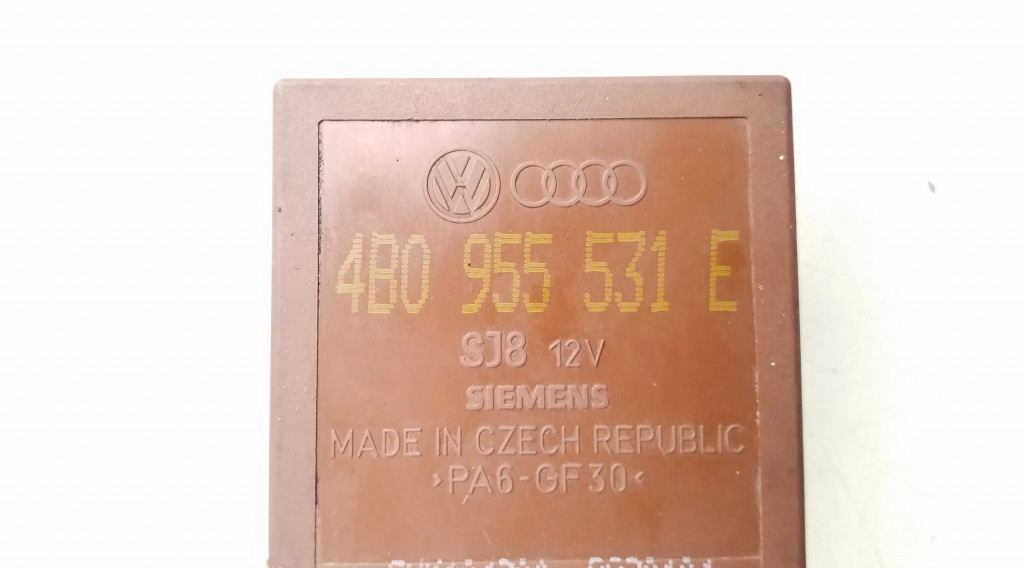 4B0 955 531 E
SJ8 12V
SIEMENS
MADE IN CZECH REPUBLIC
>PA6-GF30<